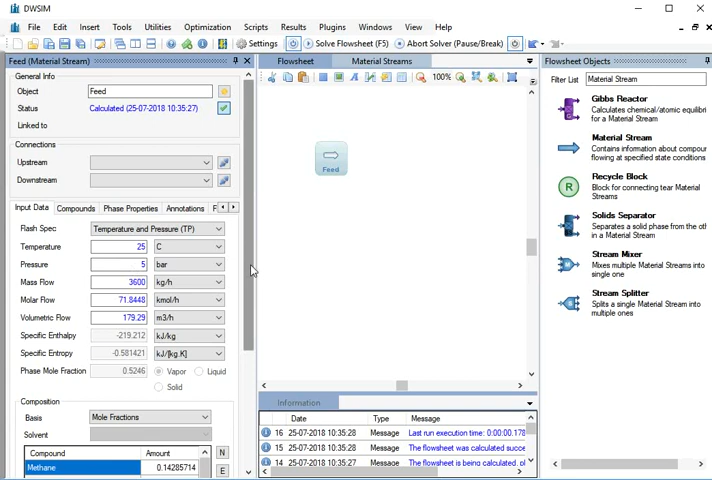 DWSIM
File Edit Insert Tools Utilities Optimization Scripts Results Plugins Windows View Help
Settings Solve Flowsheet (F5) Abort Solver (Pause/Break)
Feed (Material Stream)
General Info
Object Feed
Status Calculated (25-07-2018 10:35:27)
Linked to
Connections
Upstream
Downstream
Input Data Compounds Phase Properties Annotations F
Flash Spec Temperature and Pressure (TP)
Temperature 25 C
Pressure 5 bar
Mass Flow 3600 kg/h
Molar Flow 71.8448 kmol/h
Volumetric Flow 179.29 m3/h
Specific Enthalpy -219.212 kJ/kg
Specific Entropy -0.581421 kJ/[kg.K]
Phase Mole Fraction 0.5246 Vapor Liquid
Solid
Composition
Basis Mole Fractions
Solvent
Compound Amount N
Methane 0.14285714 E
Flowsheet Material Streams
100%
Feed
Information
Date Type Message
16 25-07-2018 10:35:28 Message Last run execution time: 0:00:00.178
15 25-07-2018 10:35:28 Message The flowsheet was calculated succe
14 25-07-2018 10:35:27 Message The flowsheet is being calculated, pl
Flowsheet Objects
Filter List Material Stream
Gibbs Reactor
Calculates chemical/atomic equilibri
for a Material Stream
Material Stream
Contains information about compour
flowing at specified state conditions
R
Recycle Block
Block for connecting tear Material
Streams
Solids Separator
Separates a solid phase from the oth
in a Material Stream
Stream Mixer
Mixes multiple Material Streams into
single one
Stream Splitter
Splits a single Material Stream into
multiple ones